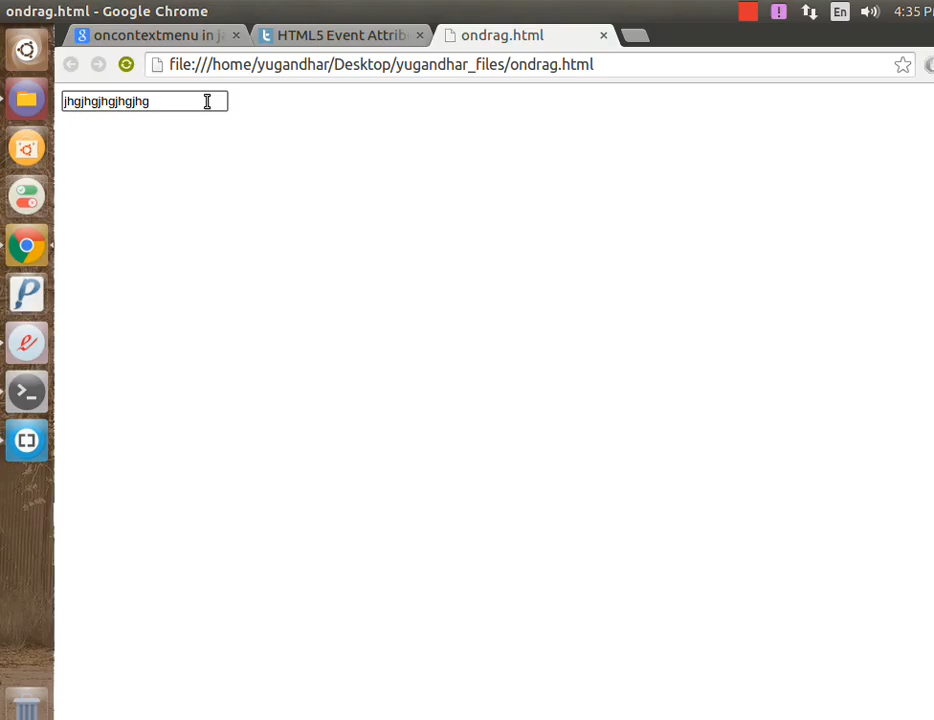 ondrag.html - Google Chrome
En
4:35 P
oncontextmenu in ja
HTML5 Event Attrib
ondrag.html
file:///home/yugandhar/Desktop/yugandhar_files/ondrag.html
jhgjhgjhgjhgjhg